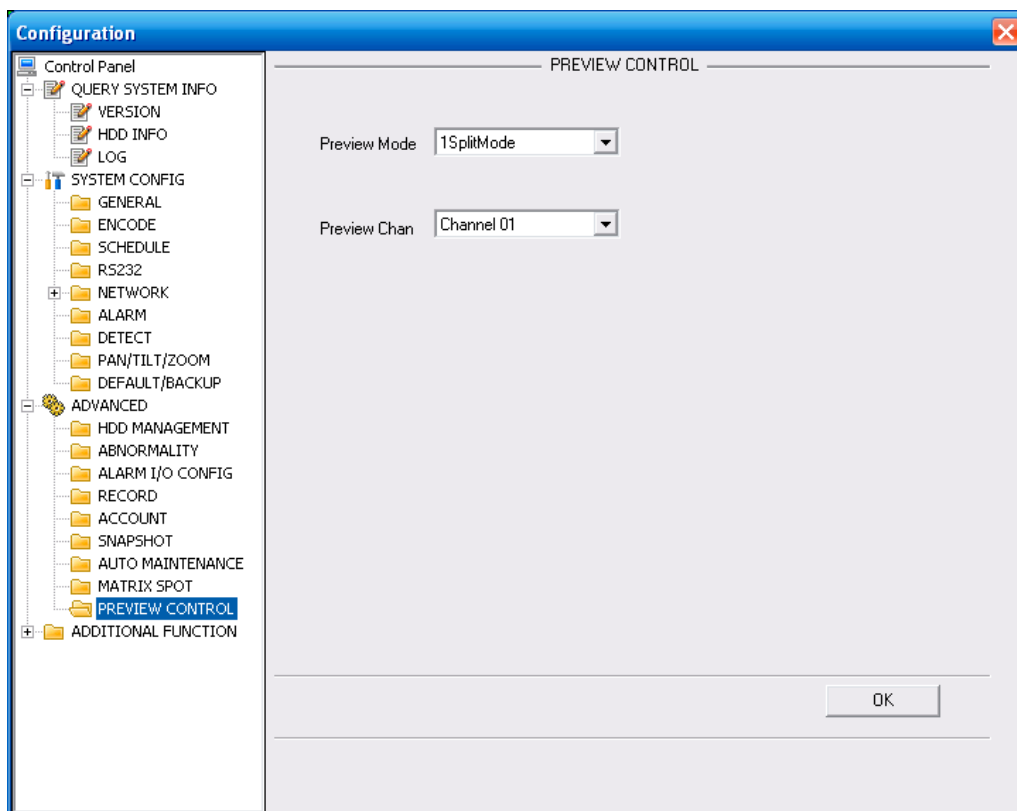 Configuration
Control Panel
QUERY SYSTEM INFO
VERSION
HDD INFO
LOG
SYSTEM CONFIG
GENERAL
ENCODE
SCHEDULE
RS232
NETWORK
ALARM
DETECT
PAN/TILT/ZOOM
DEFAULT/BACKUP
ADVANCED
HDD MANAGEMENT
ABNORMALITY
ALARM I/O CONFIG
RECORD
ACCOUNT
SNAPSHOT
AUTO MAINTENANCE
MATRIX SPOT
PREVIEW CONTROL
ADDITIONAL FUNCTION
PREVIEW CONTROL
Preview Mode 1SplitMode
Preview Chan Channel 01
OK